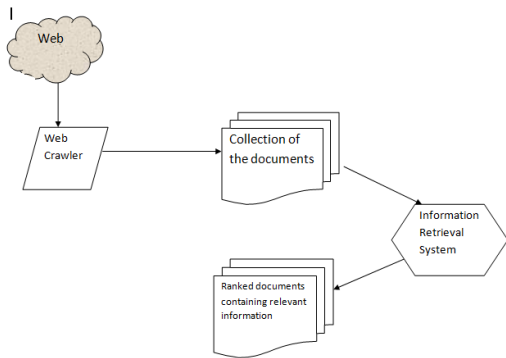 Web
Web
Crawler
Collection of
the documents
Information
Retrieval
System
Ranked documents
containing relevant
information